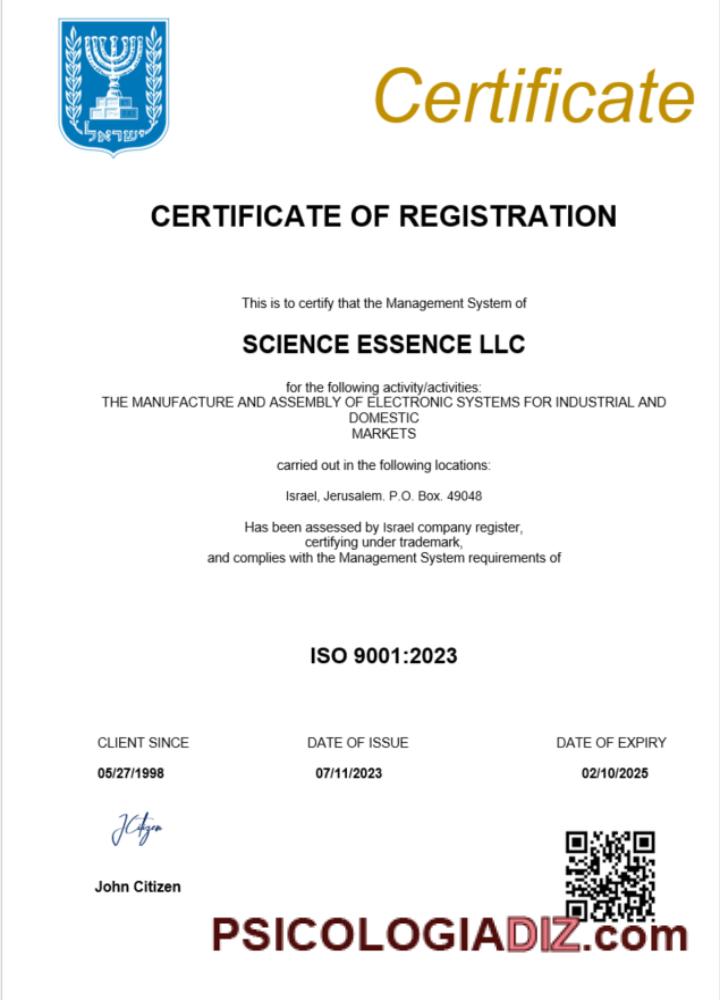 ישראל
Certificate
CERTIFICATE OF REGISTRATION
This is to certify that the Management System of
SCIENCE ESSENCE LLC
for the following activity/activities:
THE MANUFACTURE AND ASSEMBLY OF ELECTRONIC SYSTEMS FOR INDUSTRIAL AND
DOMESTIC
MARKETS
carried out in the following locations:
Israel, Jerusalem. P.O. Box. 49048
Has been assessed by Israel company register,
certifying under trademark,
and complies with the Management System requirements of
ISO 9001:2023
CLIENT SINCE DATE OF ISSUE DATE OF EXPIRY
05/27/1998 07/11/2023 02/10/2025
JCitizen
John Citizen
PSICOLOGIADIZ.com